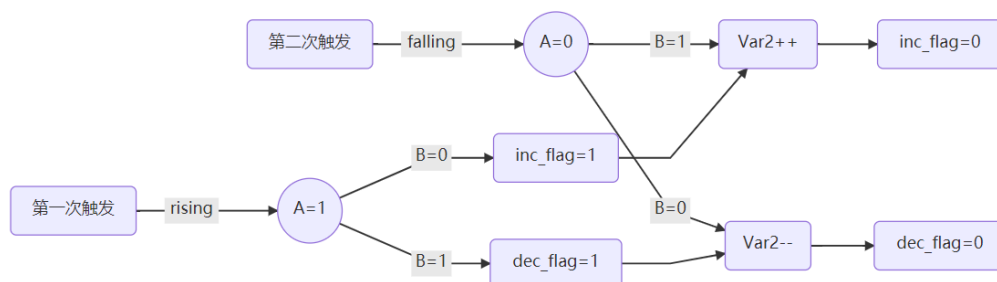 第二次触发
falling
A=0
B=1
Var2++
inc_flag=0
B=0
inc_flag=1
第一次触发
rising
A=1
B=0
B=1
dec_flag=1
Var2--
dec_flag=0